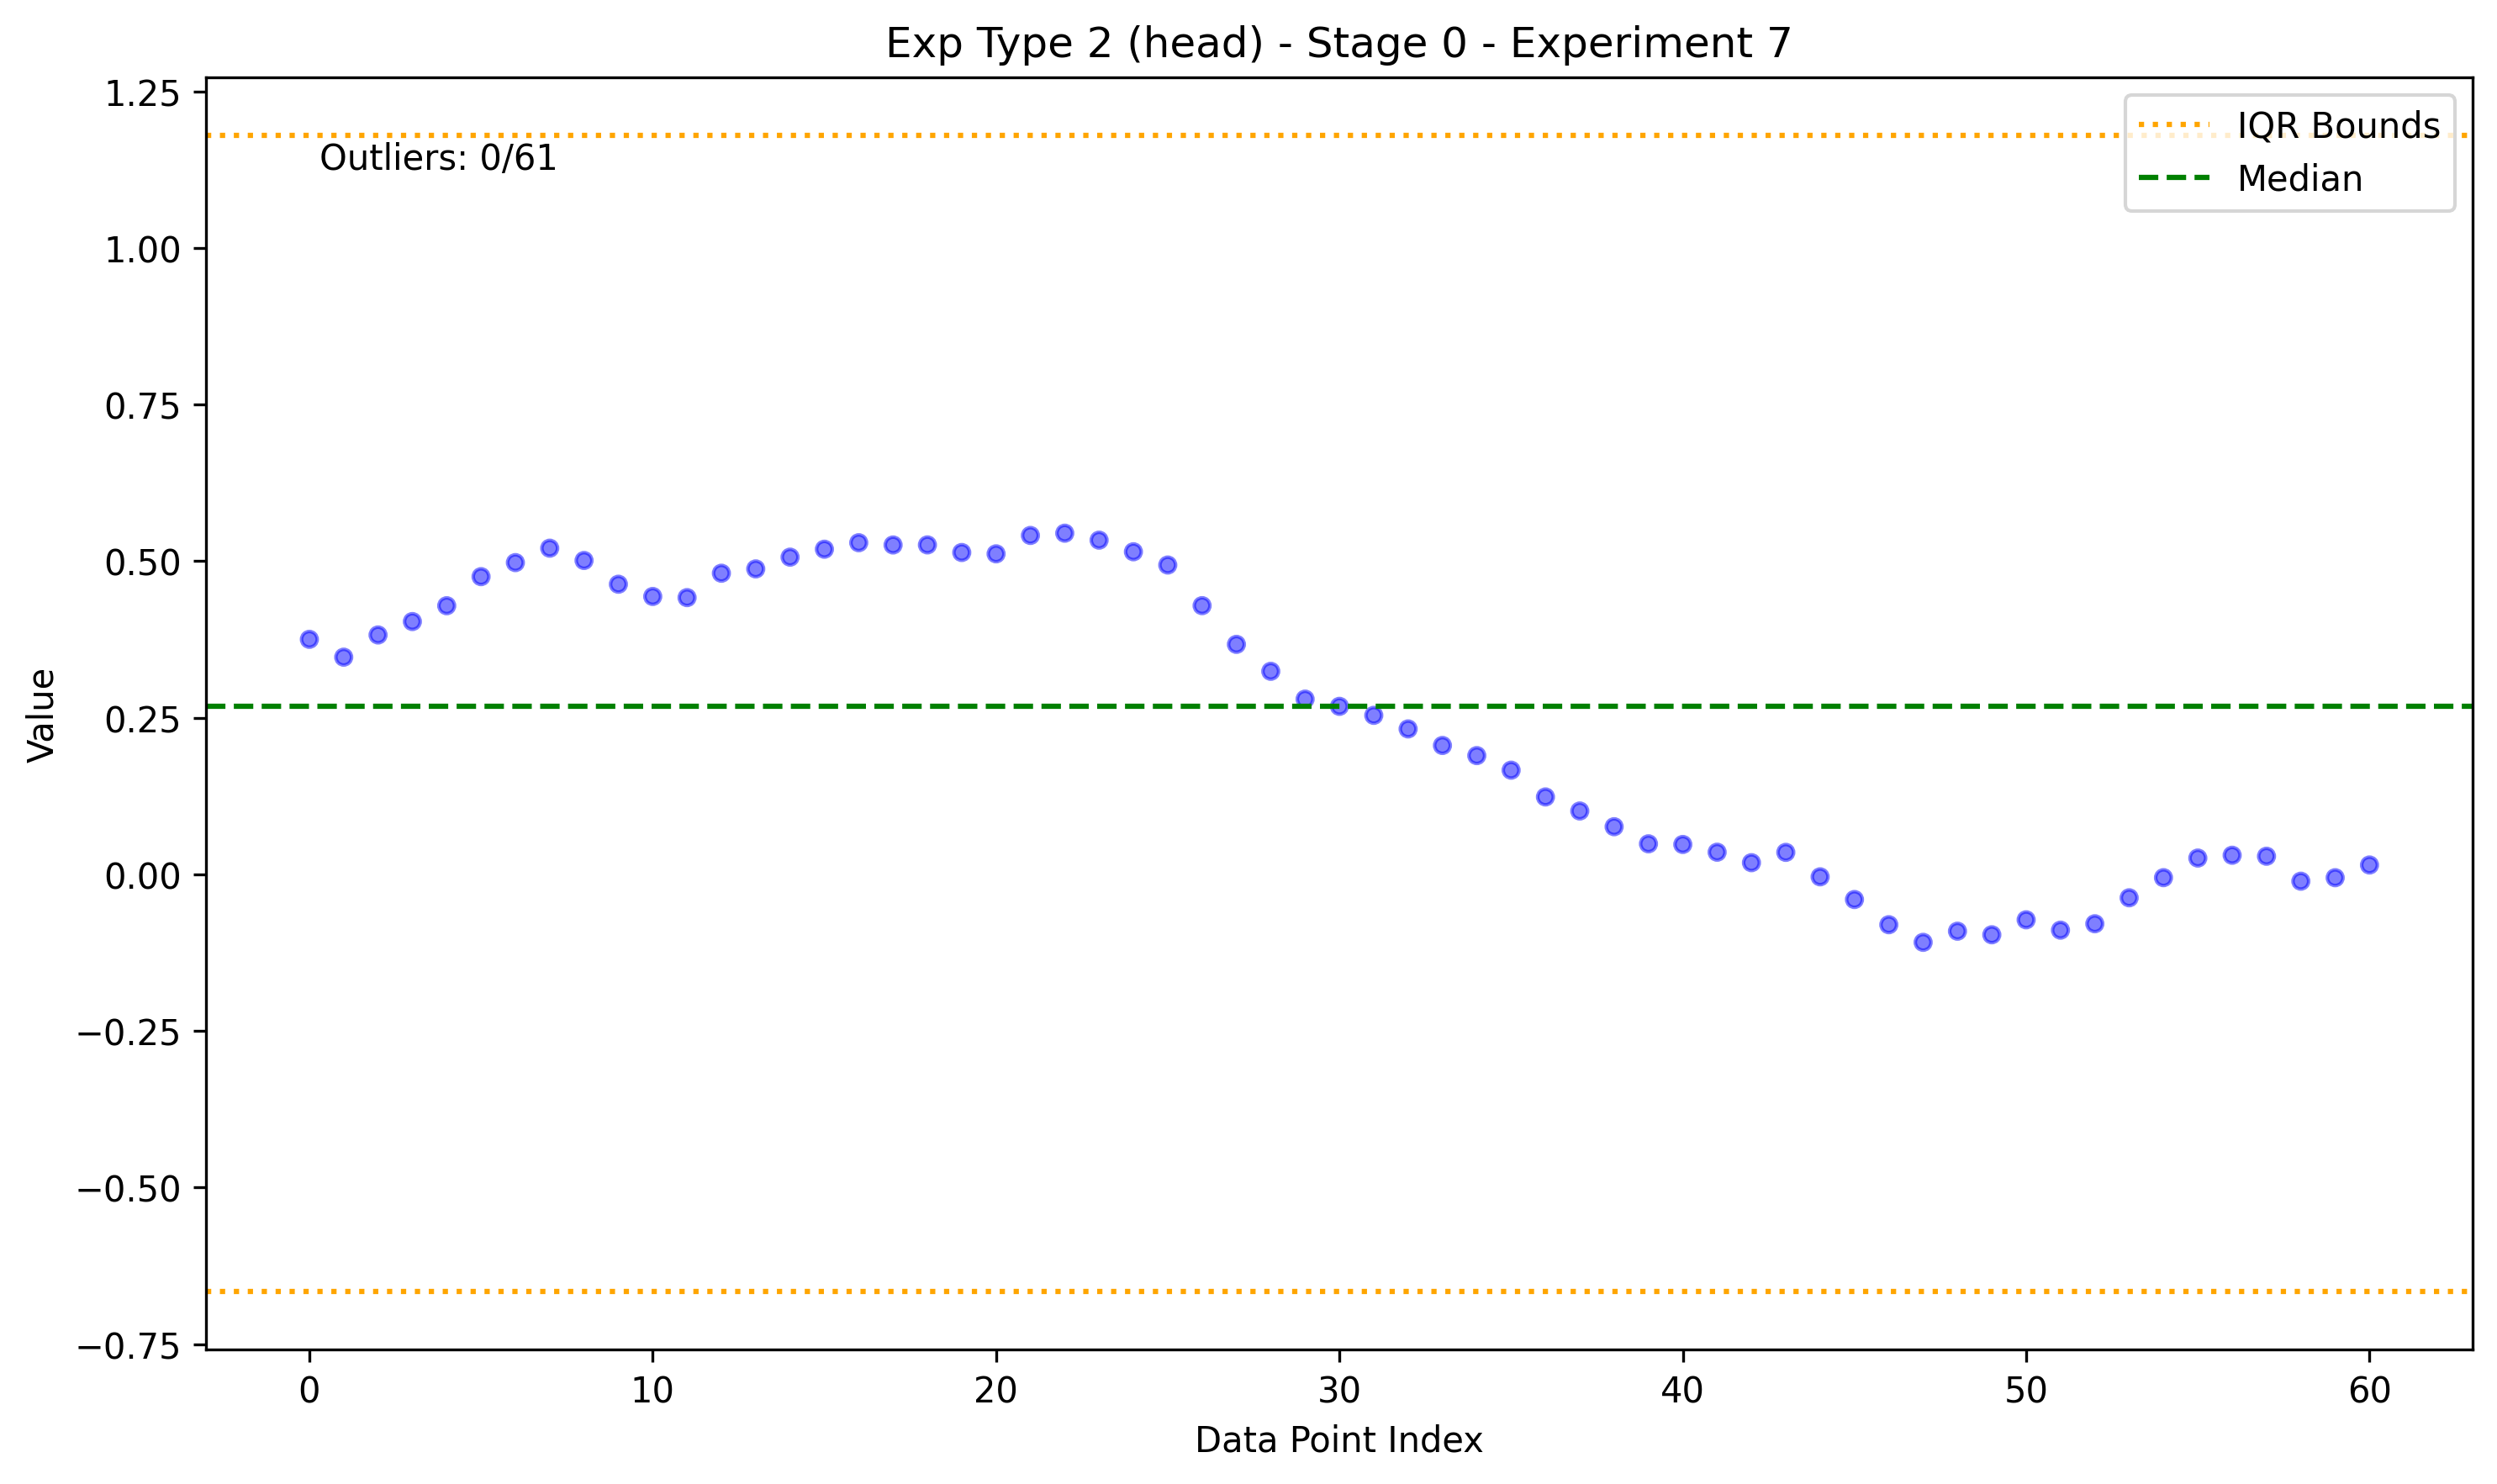 Exp Type 2 (head) - Stage 0 - Experiment 7
1.25
1.00
0.75
0.50
0.25
0.00
−0.25
−0.50
−0.75
Value
Outliers: 0/61
IQR Bounds
Median
0 10 20 30 40 50 60
Data Point Index